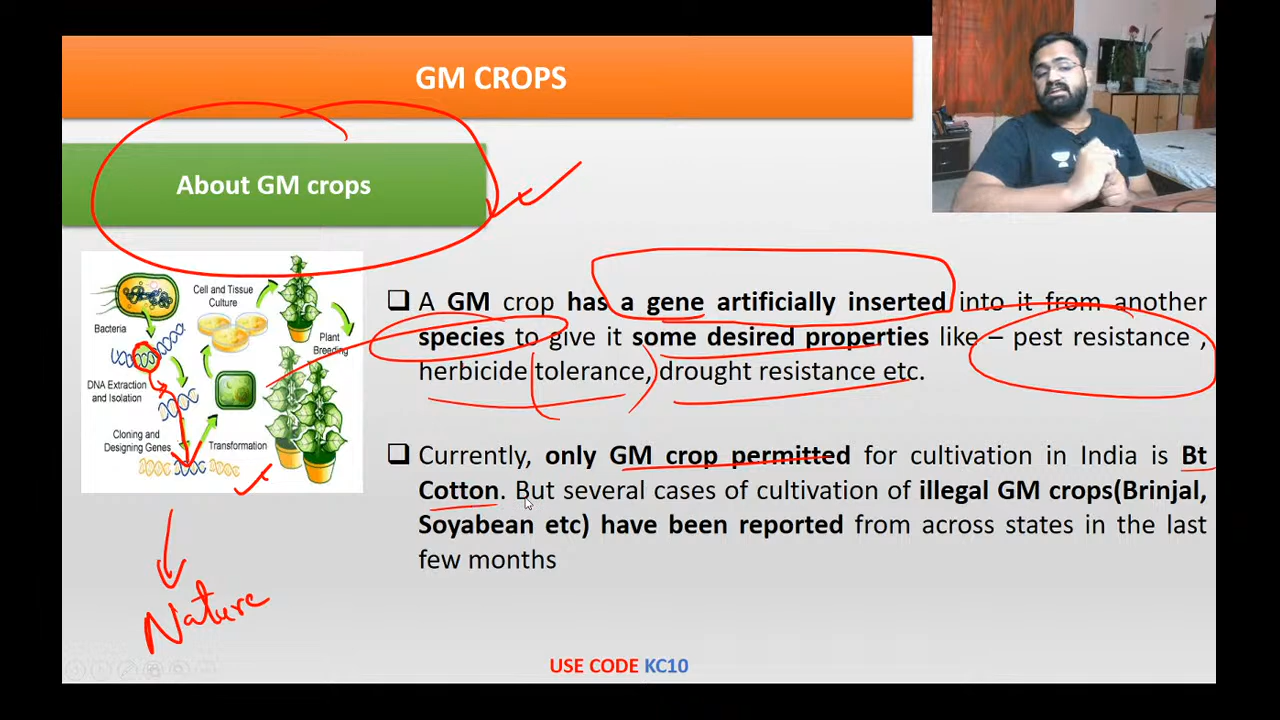 GM CROPS
About GM crops
Cell and Tissue
Culture
Bacteria
Plant
Breeding
DNA Extraction
and Isolation
Cloning and
Designing Genes
Transformation
❑ A GM crop has a gene artificially inserted into it from another
species to give it some desired properties like – pest resistance ,
herbicide tolerance, drought resistance etc.
❑ Currently, only GM crop permitted for cultivation in India is Bt
Cotton. But several cases of cultivation of illegal GM crops(Brinjal,
Soyabean etc) have been reported from across states in the last
few months
Nature
USE CODE KC10